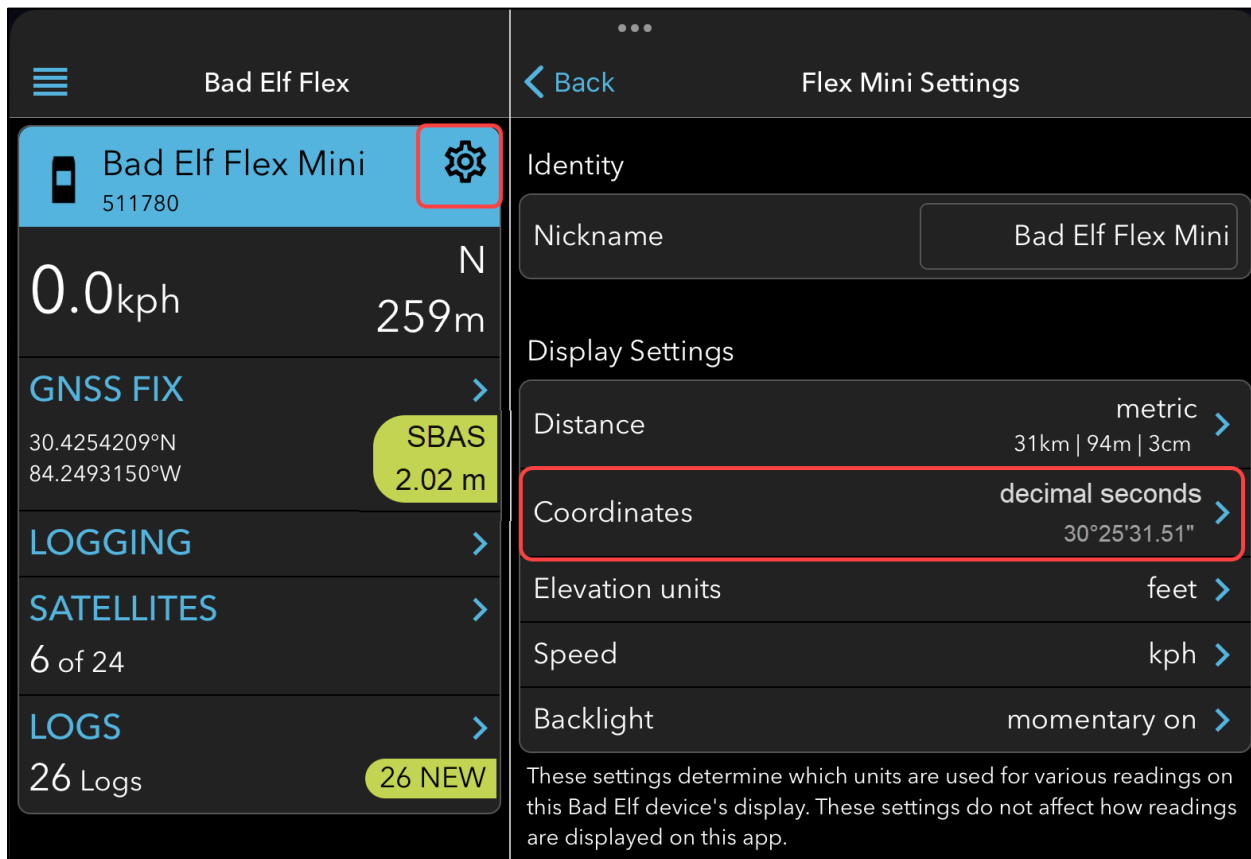 Bad Elf Flex
Bad Elf Flex Mini
511780
0.0kph
N
259m
GNSS FIX
30.4254209°N
84.2493150°W
SBAS
2.02 m
LOGGING
SATELLITES
6 of 24
LOGS
26 Logs
26 NEW
Back
Flex Mini Settings
Identity
Nickname
Bad Elf Flex Mini
Display Settings
Distance
metric
31km | 94m | 3cm
Coordinates
decimal seconds
30°25'31.51"
Elevation units
feet
Speed
kph
Backlight
momentary on
These settings determine which units are used for various readings on
this Bad Elf device's display. These settings do not affect how readings
are displayed on this app.